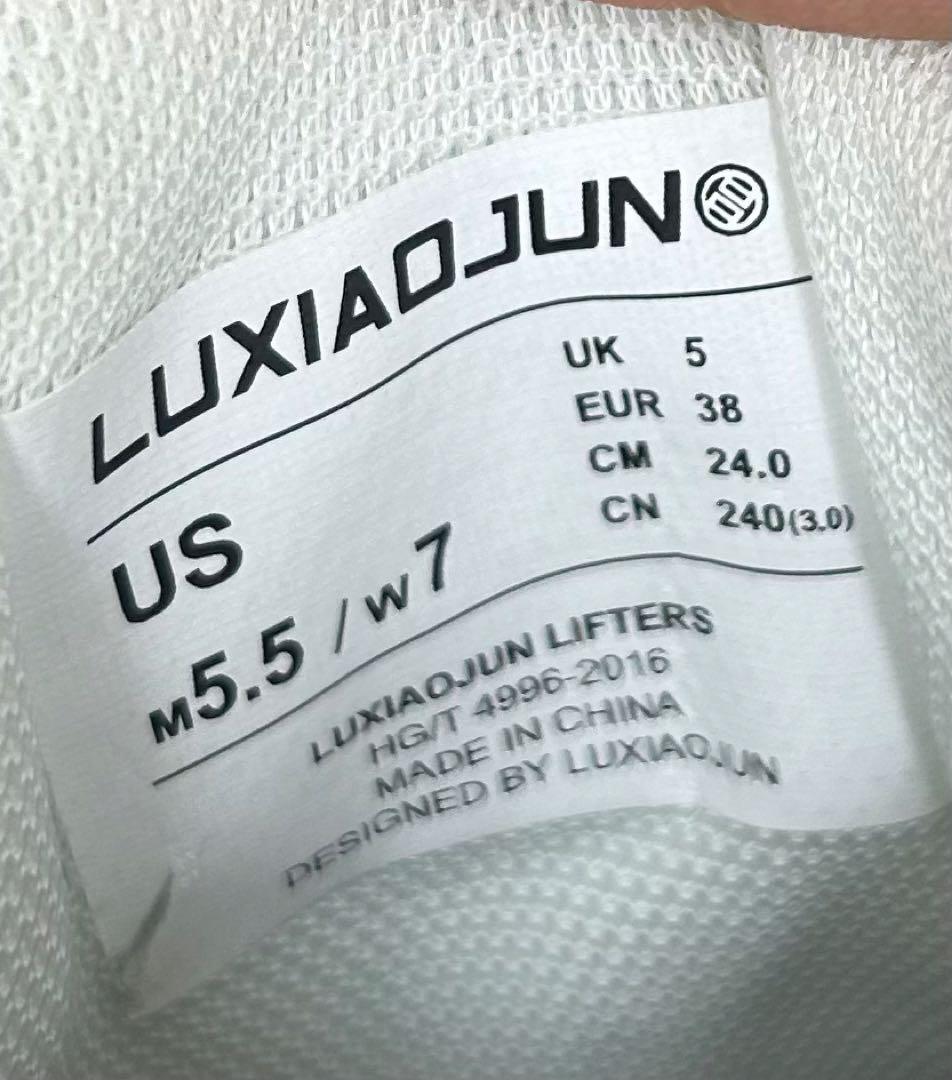 LUXIAOJUN
US
M5.5 / W7
UK 5
EUR 38
CM 24.0
CN 240(3.0)
LUXIAOJUN LIFTERS
HG/T 4996-2016
MADE IN CHINA
DESIGNED BY LUXIAOJUN